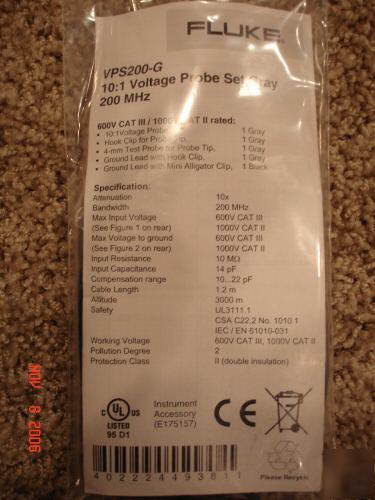 FLUKE
VPS200-G
10:1 Voltage Probe Set Gray
200 MHz
600V CAT III / 1000V CAT II rated:
• 10:1 Voltage Probe 1 Gray
• Hook Clip for Probe Tip, 1 Gray
• 4-mm Test Probe for Probe Tip, 1 Gray
• Ground Lead with Hook Clip, 1 Gray
• Ground Lead with Mini Alligator Clip, 1 Black
Specification:
Attenuation 10x
Bandwidth 200 MHz
Max Input Voltage 600V CAT III
(See Figure 1 on rear) 1000V CAT II
Max Voltage to ground 600V CAT III
(See Figure 2 on rear) 1000V CAT II
Input Resistance 10 MΩ
Input Capacitance 14 pF
Compensation range 10...22 pF
Cable Length 1.2 m
Altitude 3000 m
Safety UL3111.1
CSA C22.2 No. 1010.1
IEC / EN 61010-031
Working Voltage 600V CAT III, 1000V CAT II
Pollution Degree 2
Protection Class II (double insulation)
C UL US
LISTED
95 D1
Instrument
Accessory
(E175157)
CE
Please Recycle
402224493811
NOV 8 2006